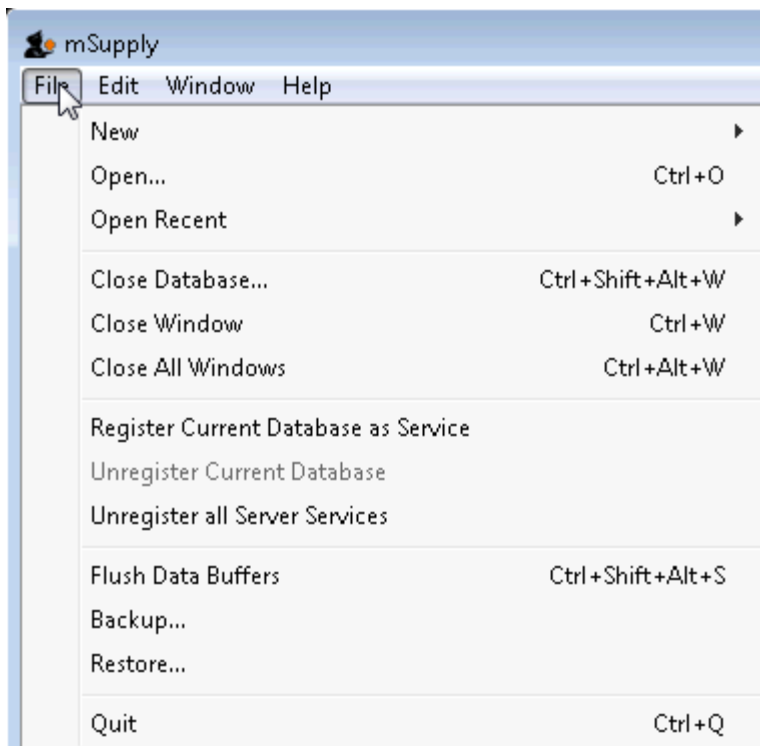 mSupply
File Edit Window Help
New
Open... Ctrl+O
Open Recent
Close Database... Ctrl+Shift+Alt+W
Close Window Ctrl+W
Close All Windows Ctrl+Alt+W
Register Current Database as Service
Unregister Current Database
Unregister all Server Services
Flush Data Buffers Ctrl+Shift+Alt+S
Backup...
Restore...
Quit Ctrl+Q